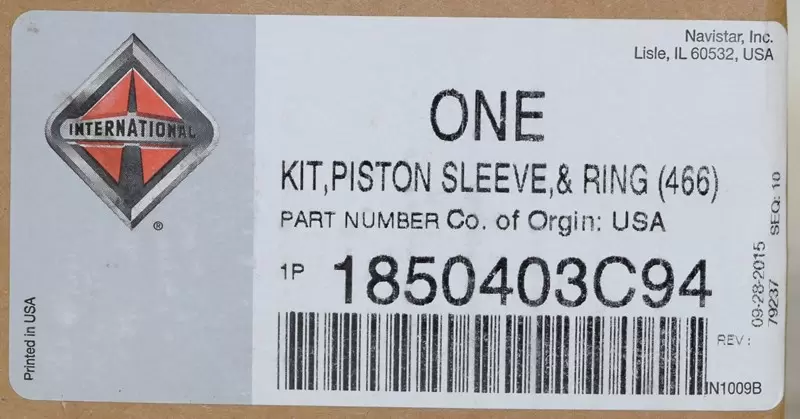 Navistar, Inc.
Lisle, IL 60532, USA
INTERNATIONAL
®
ONE
KIT,PISTON SLEEVE,& RING (466)
PART NUMBER Co. of Orgin: USA
1P 1850403C94
REV:
IN1009B
09-28-2015 SEQ: 10
79237
Printed in USA